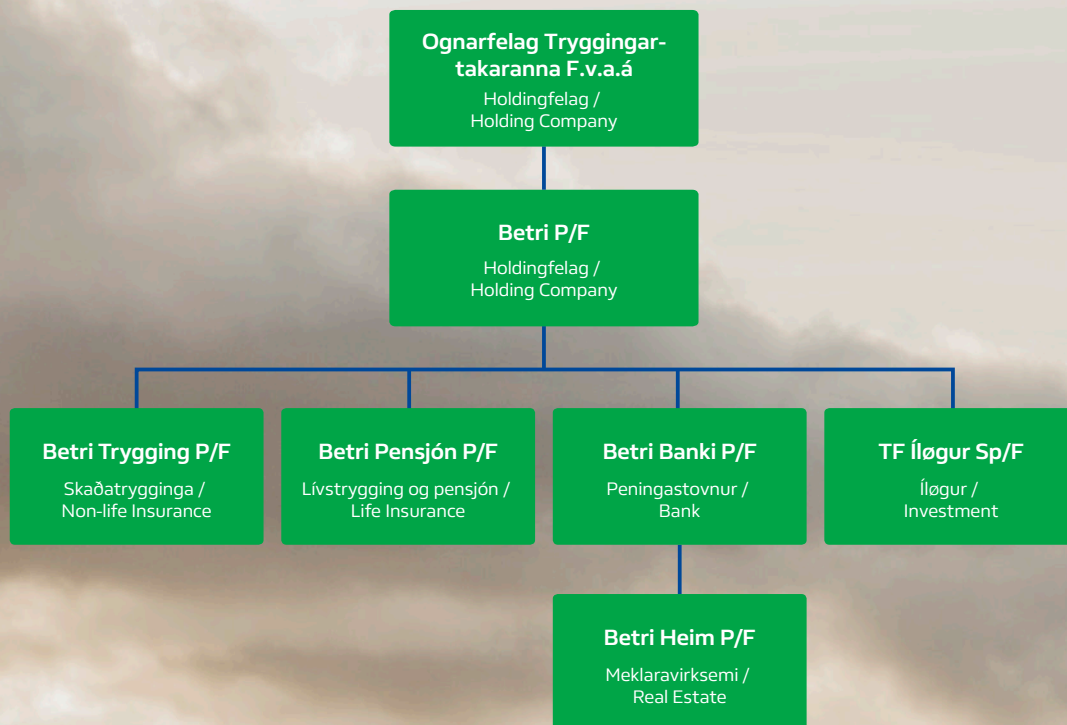 Ognarfelag Tryggingar-
takaranna F.v.a.á
Holdingfelag /
Holding Company
Betri P/F
Holdingfelag /
Holding Company
Betri Trygging P/F
Skaðatrygginga /
Non-life Insurance
Betri Pensjón P/F
Lívstrygging og pensjón /
Life Insurance
Betri Banki P/F
Peningastovnur /
Bank
TF Íløgur Sp/F
Íløgur /
Investment
Betri Heim P/F
Meklaravirksemi /
Real Estate